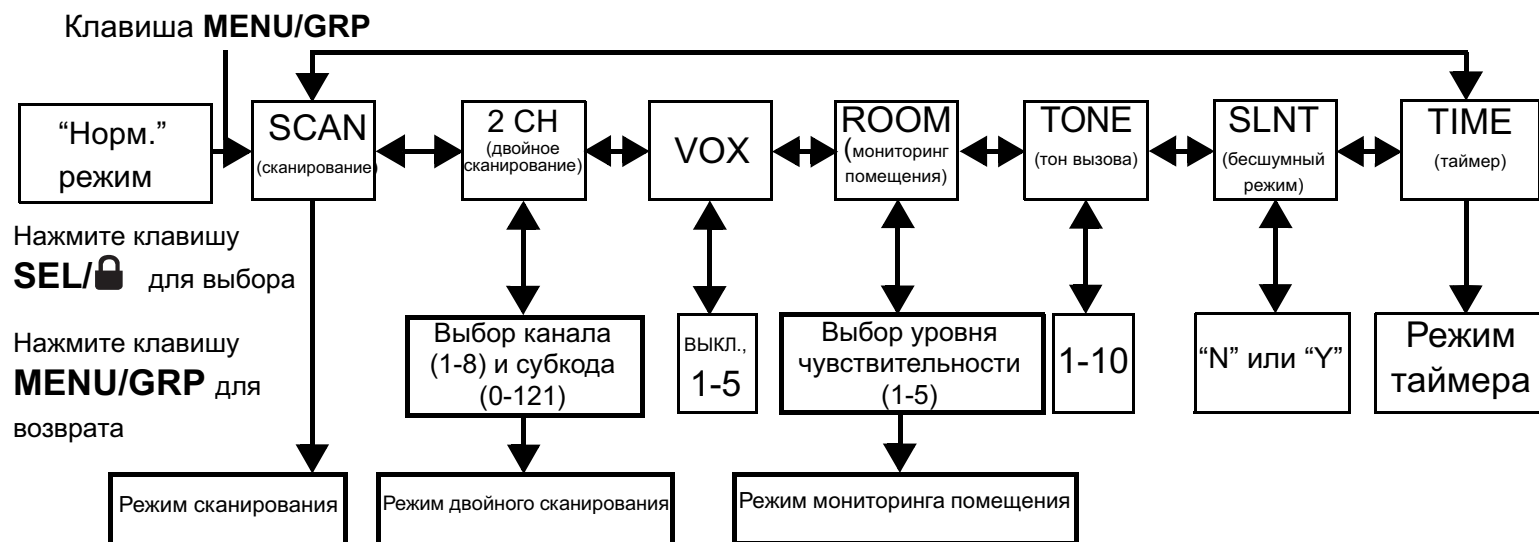 Клавиша MENU/GRP
“Норм.”
режим
SCAN
(сканирование)
2 CH
(двойное
сканирование)
VOX
ROOM
(мониторинг
помещения)
TONE
(тон вызова)
SLNT
(бесшумный
режим)
TIME
(таймер)
Нажмите клавишу
SEL/ для выбора
Нажмите клавишу
MENU/GRP для
возврата
Выбор канала
(1-8) и субкода
(0-121)
ВЫКЛ.,
1-5
Выбор уровня
чувствительности
(1-5)
1-10
“N” или “Y”
Режим
таймера
Режим сканирования
Режим двойного сканирования
Режим мониторинга помещения